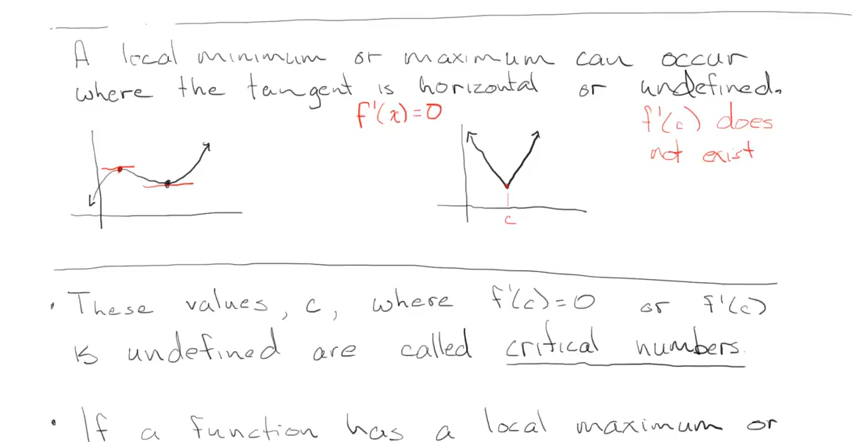 A local minimum or maximum can occur
where the tangent is horizontal or undefined.
f'(x)=0
f'(c) does
not exist
c
• These values, c, where f'(c)=0 or f'(c)
is undefined are called critical numbers.
• If a function has a local maximum or